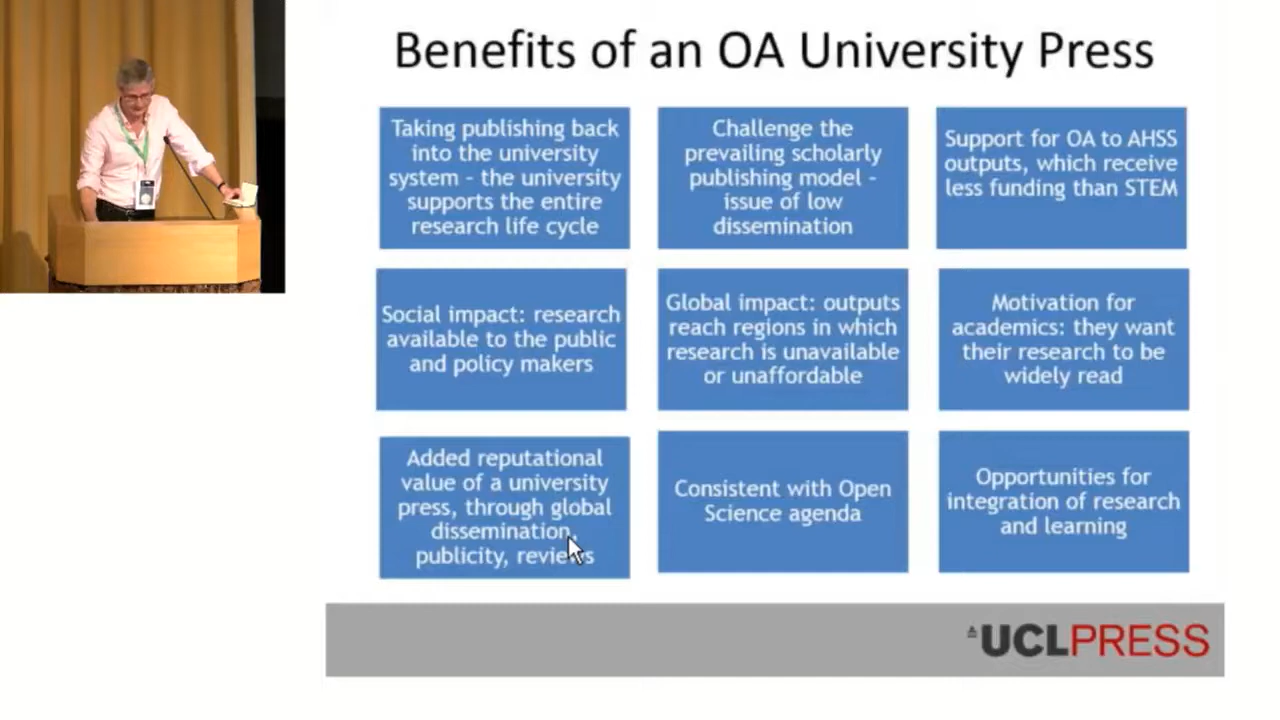 Benefits of an OA University Press
Taking publishing back
into the university
system - the university
supports the entire
research life cycle
Challenge the
prevailing scholarly
publishing model -
issue of low
dissemination
Support for OA to AHSS
outputs, which receive
less funding than STEM
Social impact: research
available to the public
and policy makers
Global impact: outputs
reach regions in which
research is unavailable
or unaffordable
Motivation for
academics: they want
their research to be
widely read
Added reputational
value of a university
press, through global
dissemination,
publicity, reviews
Consistent with Open
Science agenda
Opportunities for
integration of research
and learning
UCLPRESS